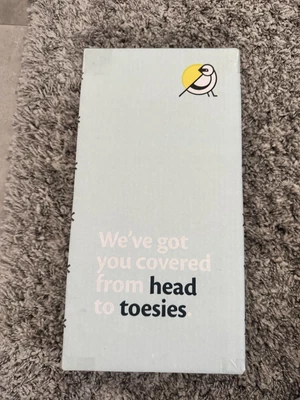 We've got
you covered
from head
to toesies.